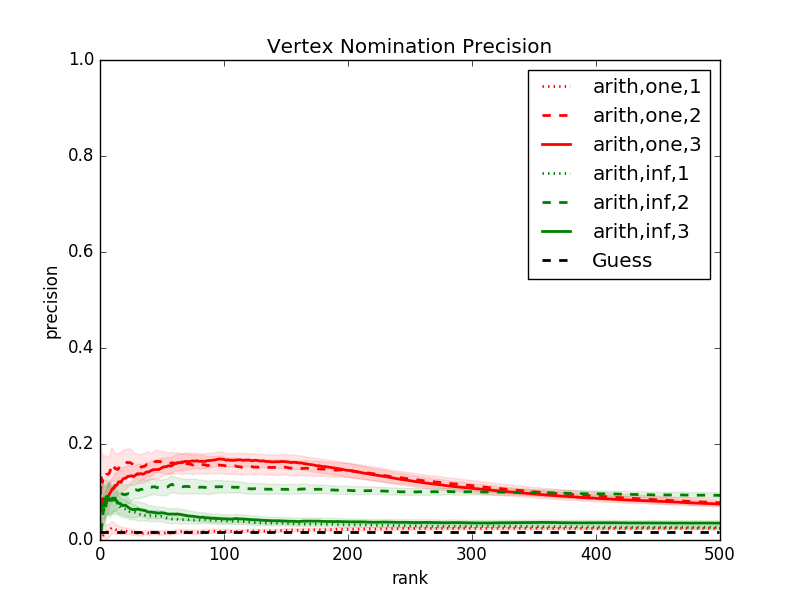 Vertex Nomination Precision
1.0
0.8
0.6
0.4
0.2
0.0
precision
arith,one,1
arith,one,2
arith,one,3
arith,inf,1
arith,inf,2
arith,inf,3
Guess
0 100 200 300 400 500
rank